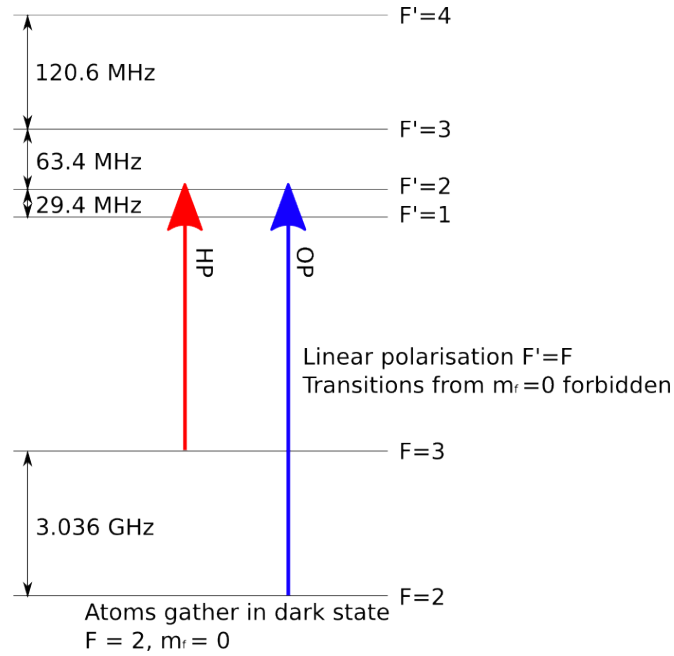 F'=4
120.6 MHz
F'=3
63.4 MHz
F'=2
29.4 MHz
F'=1
HP
OP
Linear polarisation F'=F
Transitions from mf=0 forbidden
F=3
3.036 GHz
F=2
Atoms gather in dark state
F = 2, mf = 0